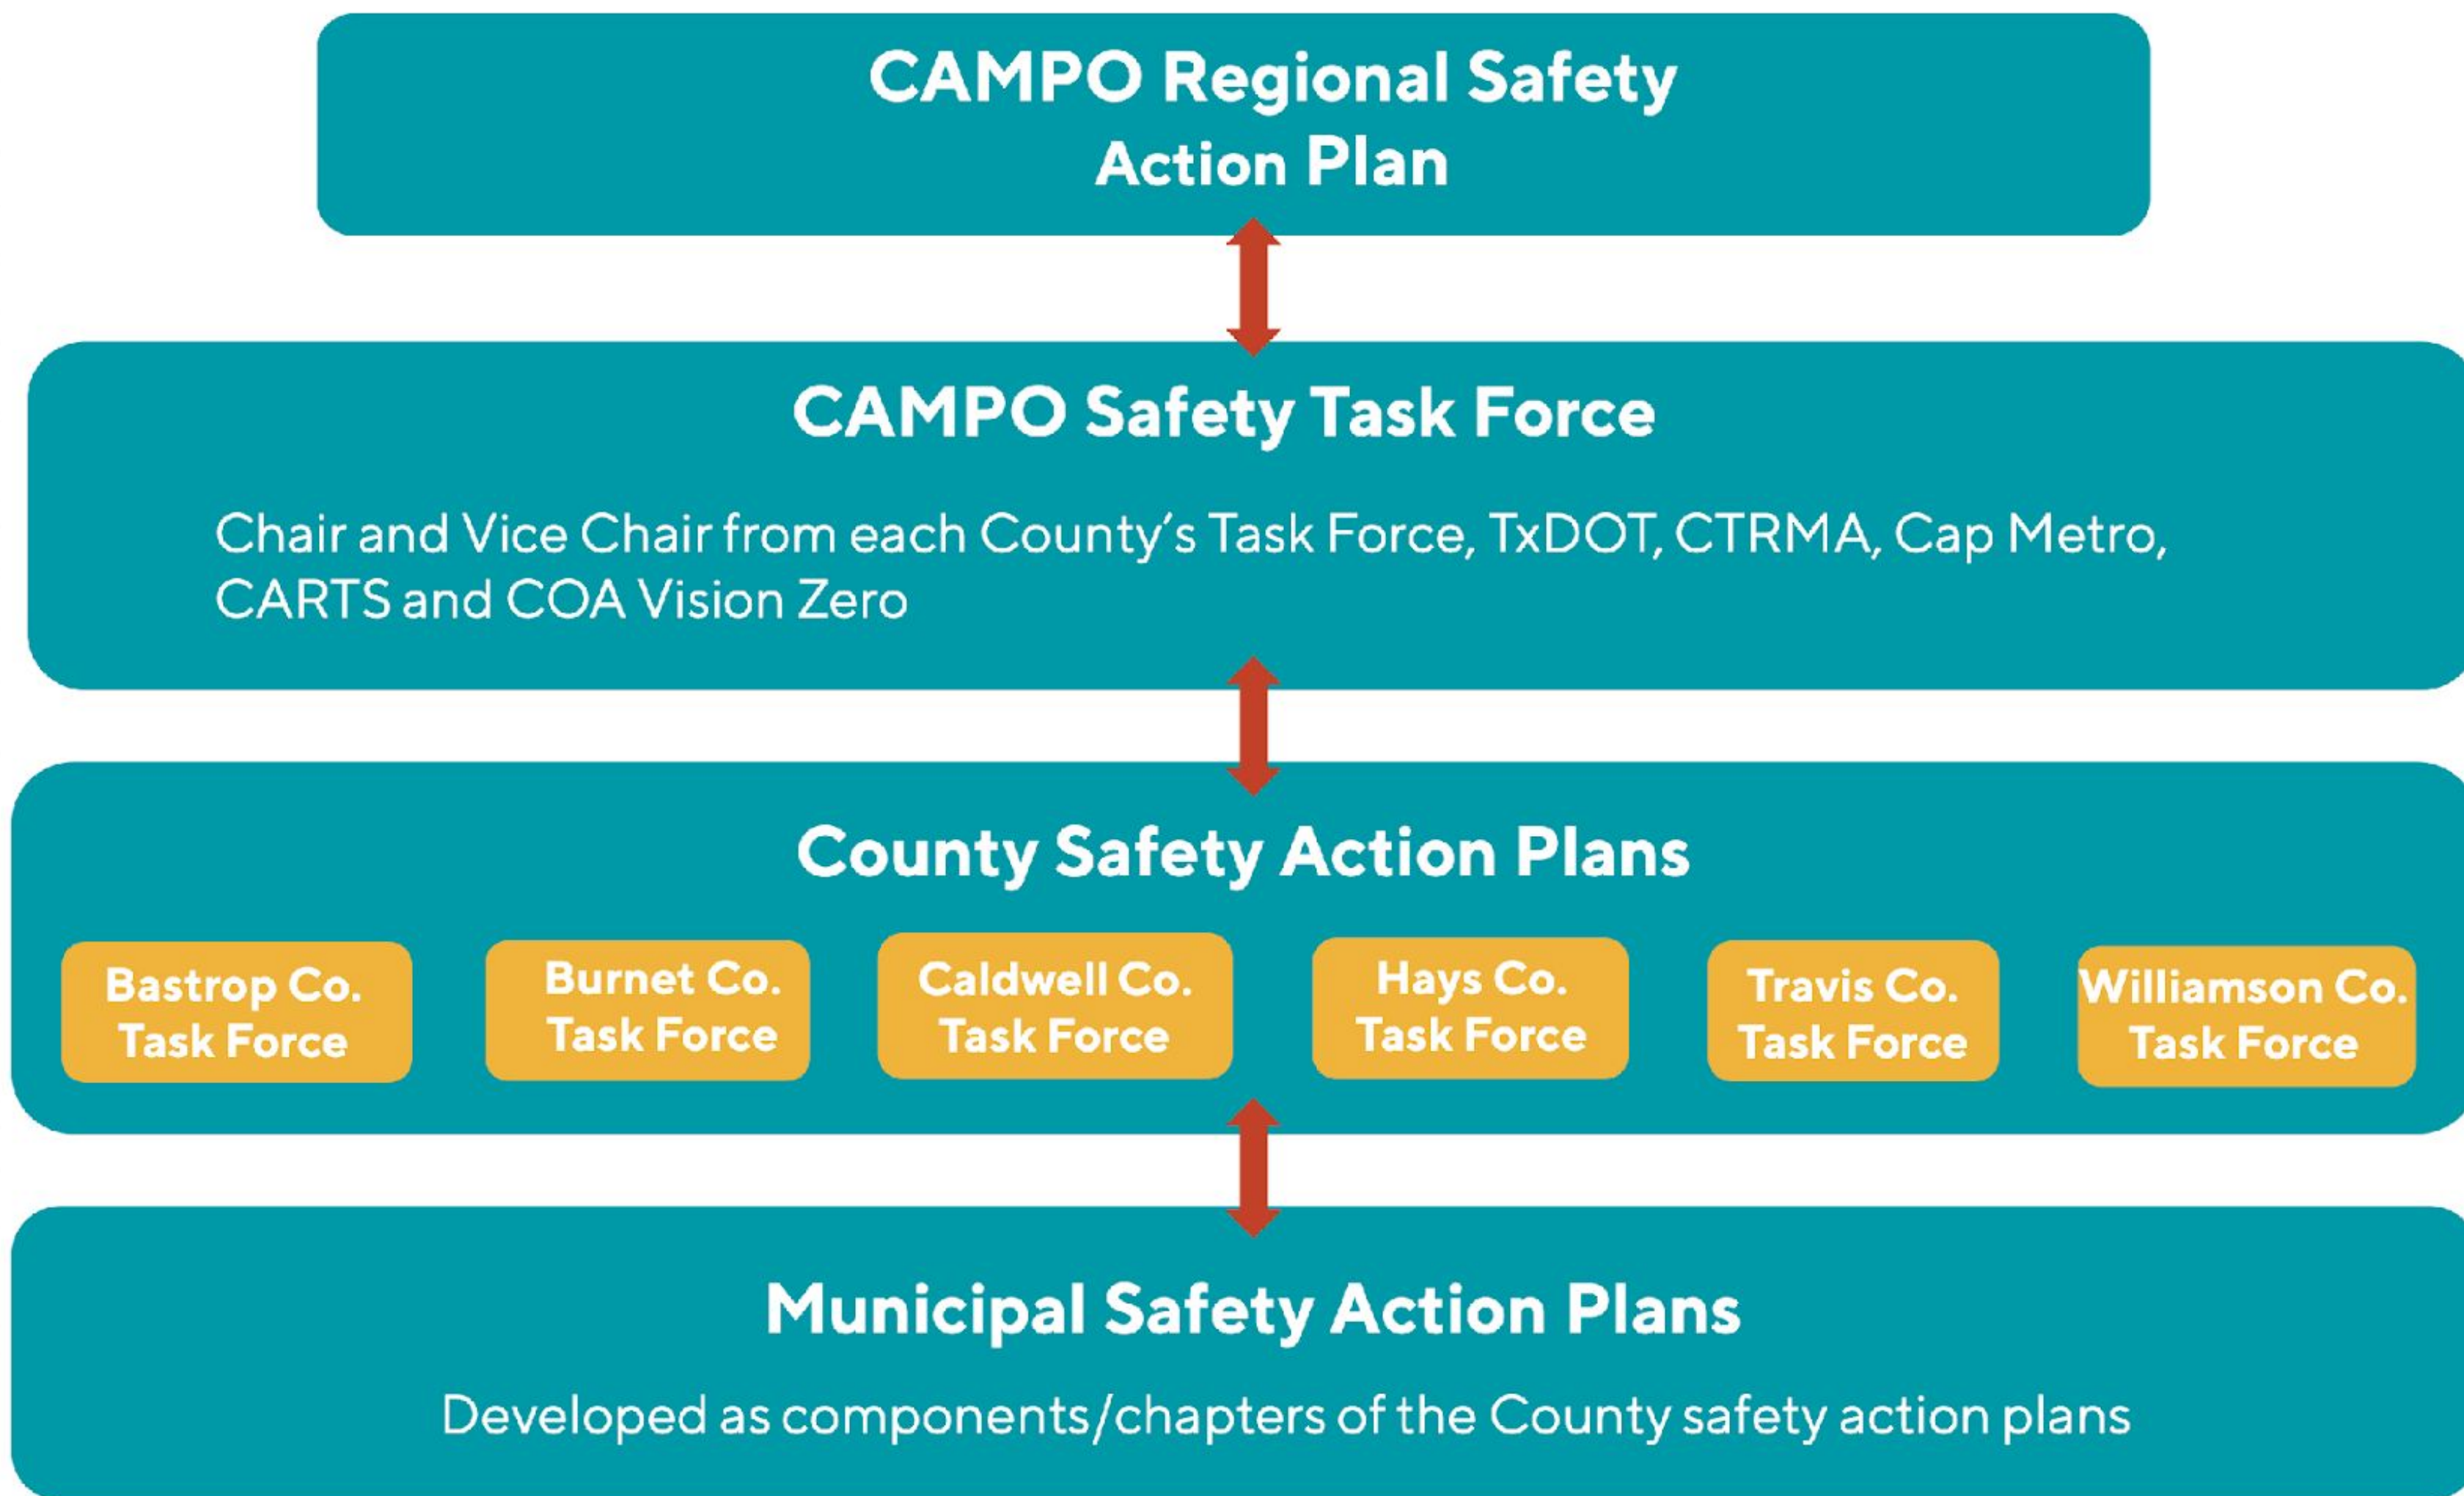 CAMPO Regional Safety
Action Plan
CAMPO Safety Task Force
Chair and Vice Chair from each County's Task Force, TxDOT, CTRMA, Cap Metro,
CARTS and COA Vision Zero
County Safety Action Plans
Bastrop Co.
Task Force
Burnet Co.
Task Force
Caldwell Co.
Task Force
Hays Co.
Task Force
Travis Co.
Task Force
Williamson Co.
Task Force
Municipal Safety Action Plans
Developed as components/chapters of the County safety action plans